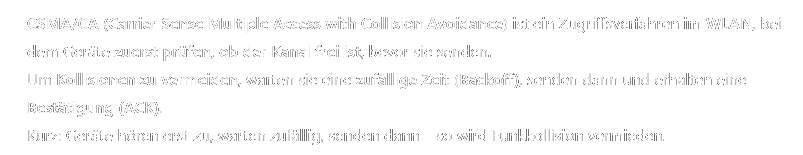 CSMA/CA (Carrier Sense Multiple Access with Collision Avoidance) ist ein Zugriffsverfahren im WLAN, bei
dem Geräte zuerst prüfen, ob der Kanal frei ist, bevor sie senden.
Um Kollisionen zu vermeiden, warten sie eine zufällige Zeit (Backoff), senden dann und erhalten eine
Bestätigung (ACK).
Kurz: Geräte hören erst zu, warten zufällig, senden dann – so wird Funkkollision vermieden.